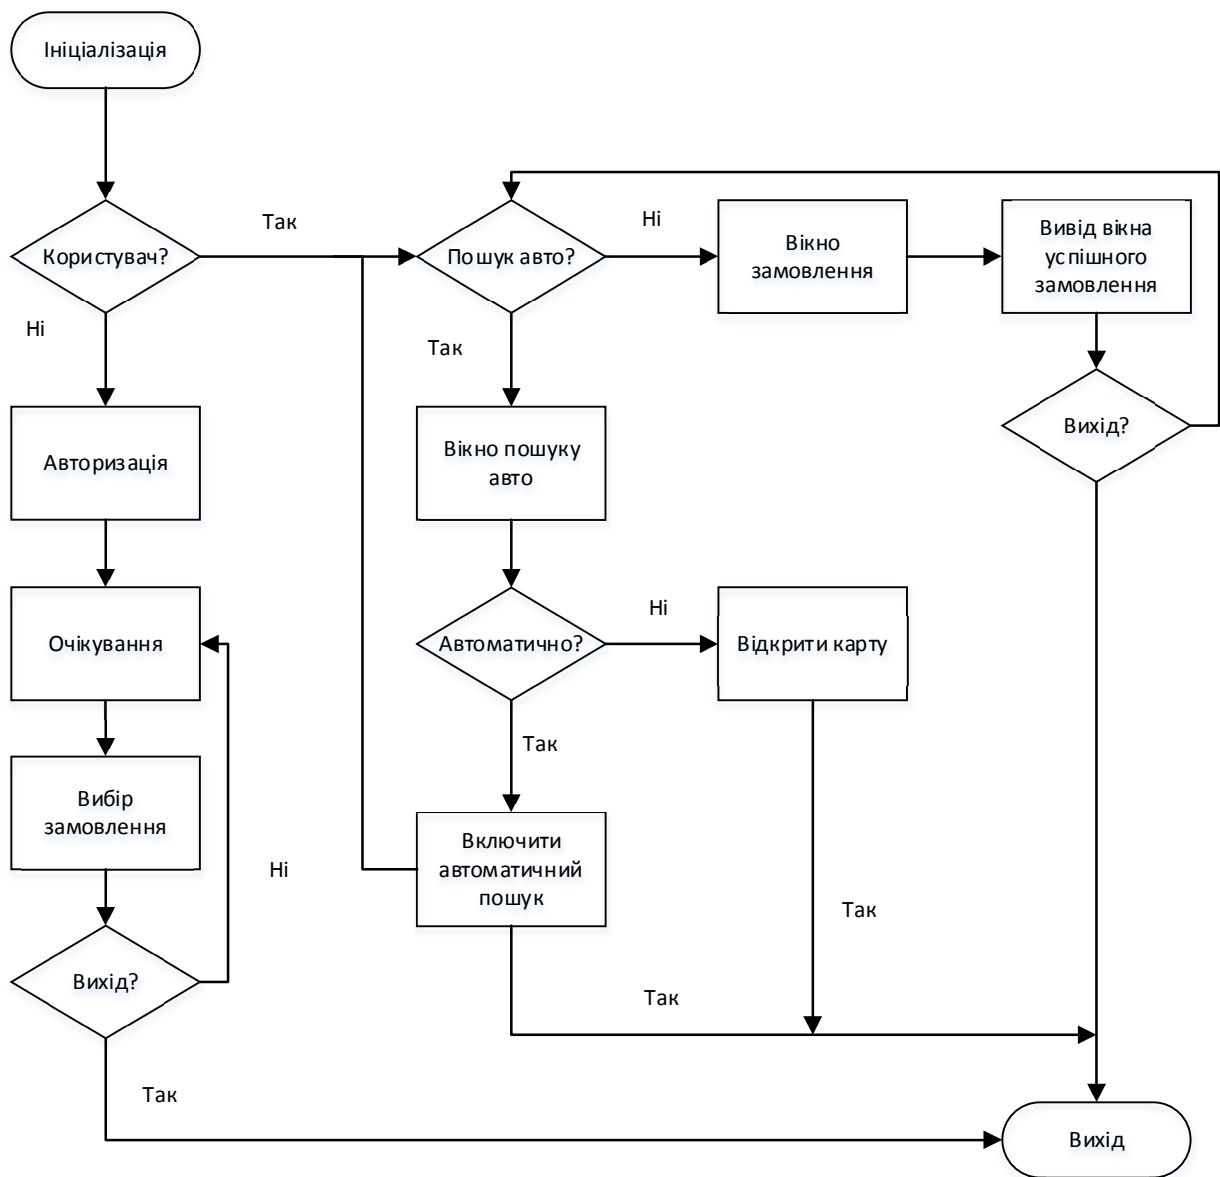 Ініціалізація
Так
Ні
Користувач?
Пошук авто?
Вікно
замовлення
Вивід вікна
успішного
замовлення
Ні
Так
Вихід?
Авторизація
Вікно пошуку
авто
Ні
Очікування
Автоматично?
Відкрити карту
Так
Вибір
замовлення
Включити
автоматичний
пошук
Ні
Так
Вихід?
Так
Так
Вихід